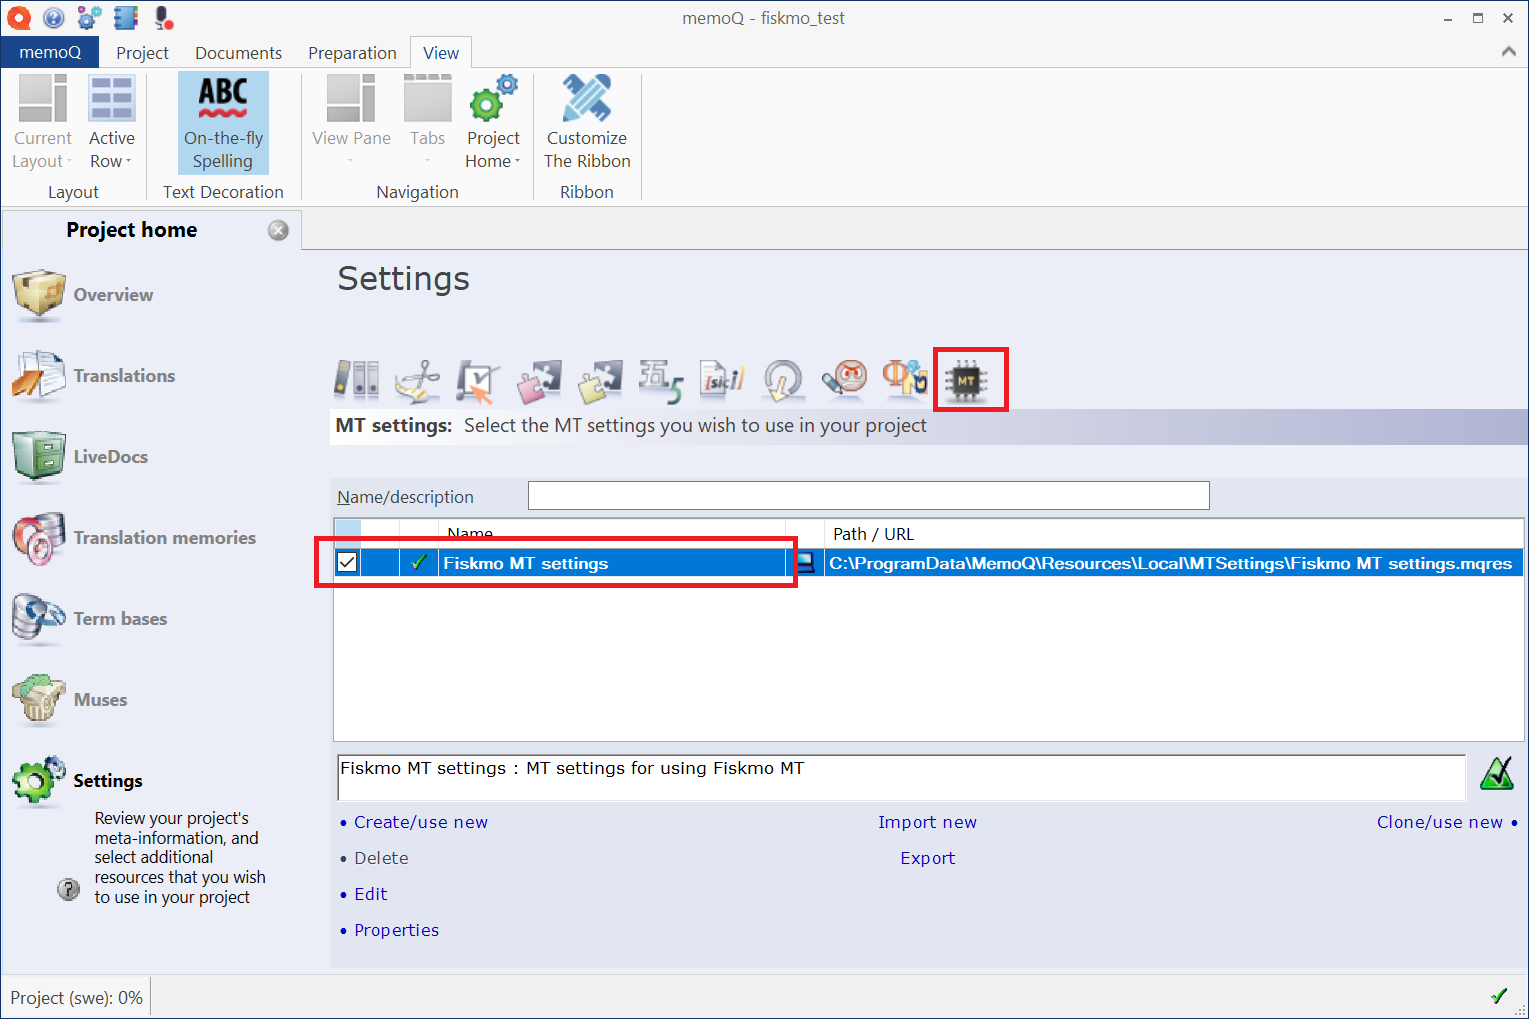 memoQ - fiskmo_test
memoQ Project Documents Preparation View
ABC
Current Layout Active Row On-the-fly Spelling View Pane Tabs Project Home Customize The Ribbon
Layout Text Decoration Navigation Ribbon
Project home
Overview
Translations
LiveDocs
Translation memories
Term bases
Muses
Settings
Review your project's
meta-information, and
select additional
resources that you wish
to use in your project
Settings
MT
MT settings: Select the MT settings you wish to use in your project
Name/description
Name Path / URL
Fiskmo MT settings C:\ProgramData\MemoQ\Resources\Local\MTSettings\Fiskmo MT settings.mqres
Fiskmo MT settings : MT settings for using Fiskmo MT
• Create/use new Import new Clone/use new •
• Delete Export
• Edit
• Properties
Project (swe): 0%